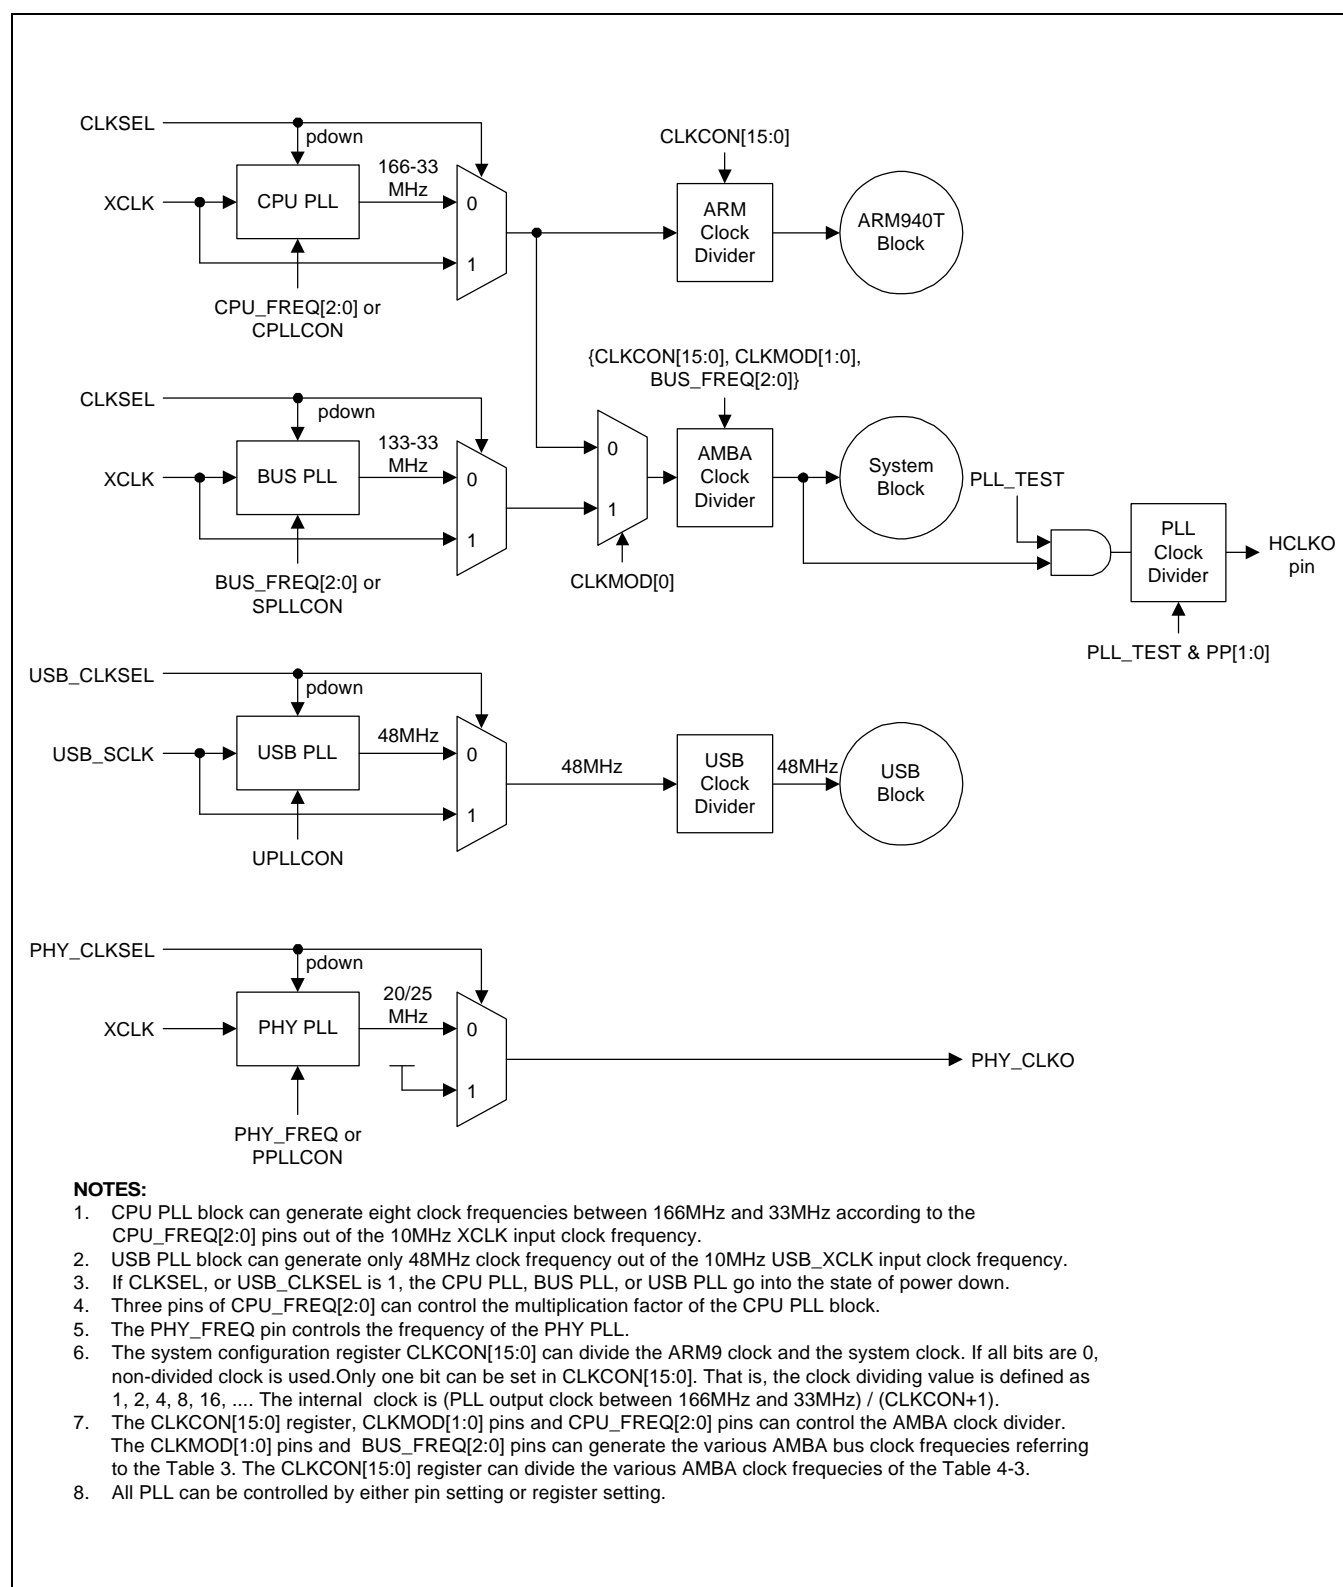 CLKSEL
pdown
CLKCON[15:0]
166-33
MHz
XCLK
CPU PLL
0
ARM
Clock
Divider
ARM940T
Block
1
CPU_FREQ[2:0] or
CPLLCON
{CLKCON[15:0], CLKMOD[1:0],
BUS_FREQ[2:0]}
CLKSEL
pdown
133-33
MHz
XCLK
BUS PLL
0
0
1
AMBA
Clock
Divider
System
Block
PLL_TEST
1
PLL
Clock
Divider
HCLKO
pin
BUS_FREQ[2:0] or
SPLLCON
CLKMOD[0]
PLL_TEST & PP[1:0]
USB_CLKSEL
pdown
USB_SCLK
USB PLL
48MHz
0
48MHz
USB
Clock
Divider
48MHz
USB
Block
1
UPLLCON
PHY_CLKSEL
pdown
20/25
MHz
XCLK
PHY PLL
0
PHY_CLKO
1
PHY_FREQ or
PPLLCON
NOTES:
1. CPU PLL block can generate eight clock frequencies between 166MHz and 33MHz according to the
CPU_FREQ[2:0] pins out of the 10MHz XCLK input clock frequency.
2. USB PLL block can generate only 48MHz clock frequency out of the 10MHz USB_XCLK input clock frequency.
3. If CLKSEL, or USB_CLKSEL is 1, the CPU PLL, BUS PLL, or USB PLL go into the state of power down.
4. Three pins of CPU_FREQ[2:0] can control the multiplication factor of the CPU PLL block.
5. The PHY_FREQ pin controls the frequency of the PHY PLL.
6. The system configuration register CLKCON[15:0] can divide the ARM9 clock and the system clock. If all bits are 0,
non-divided clock is used.Only one bit can be set in CLKCON[15:0]. That is, the clock dividing value is defined as
1, 2, 4, 8, 16, .... The internal clock is (PLL output clock between 166MHz and 33MHz) / (CLKCON+1).
7. The CLKCON[15:0] register, CLKMOD[1:0] pins and CPU_FREQ[2:0] pins can control the AMBA clock divider.
The CLKMOD[1:0] pins and BUS_FREQ[2:0] pins can generate the various AMBA bus clock frequecies referring
to the Table 3. The CLKCON[15:0] register can divide the various AMBA clock frequecies of the Table 4-3.
8. All PLL can be controlled by either pin setting or register setting.